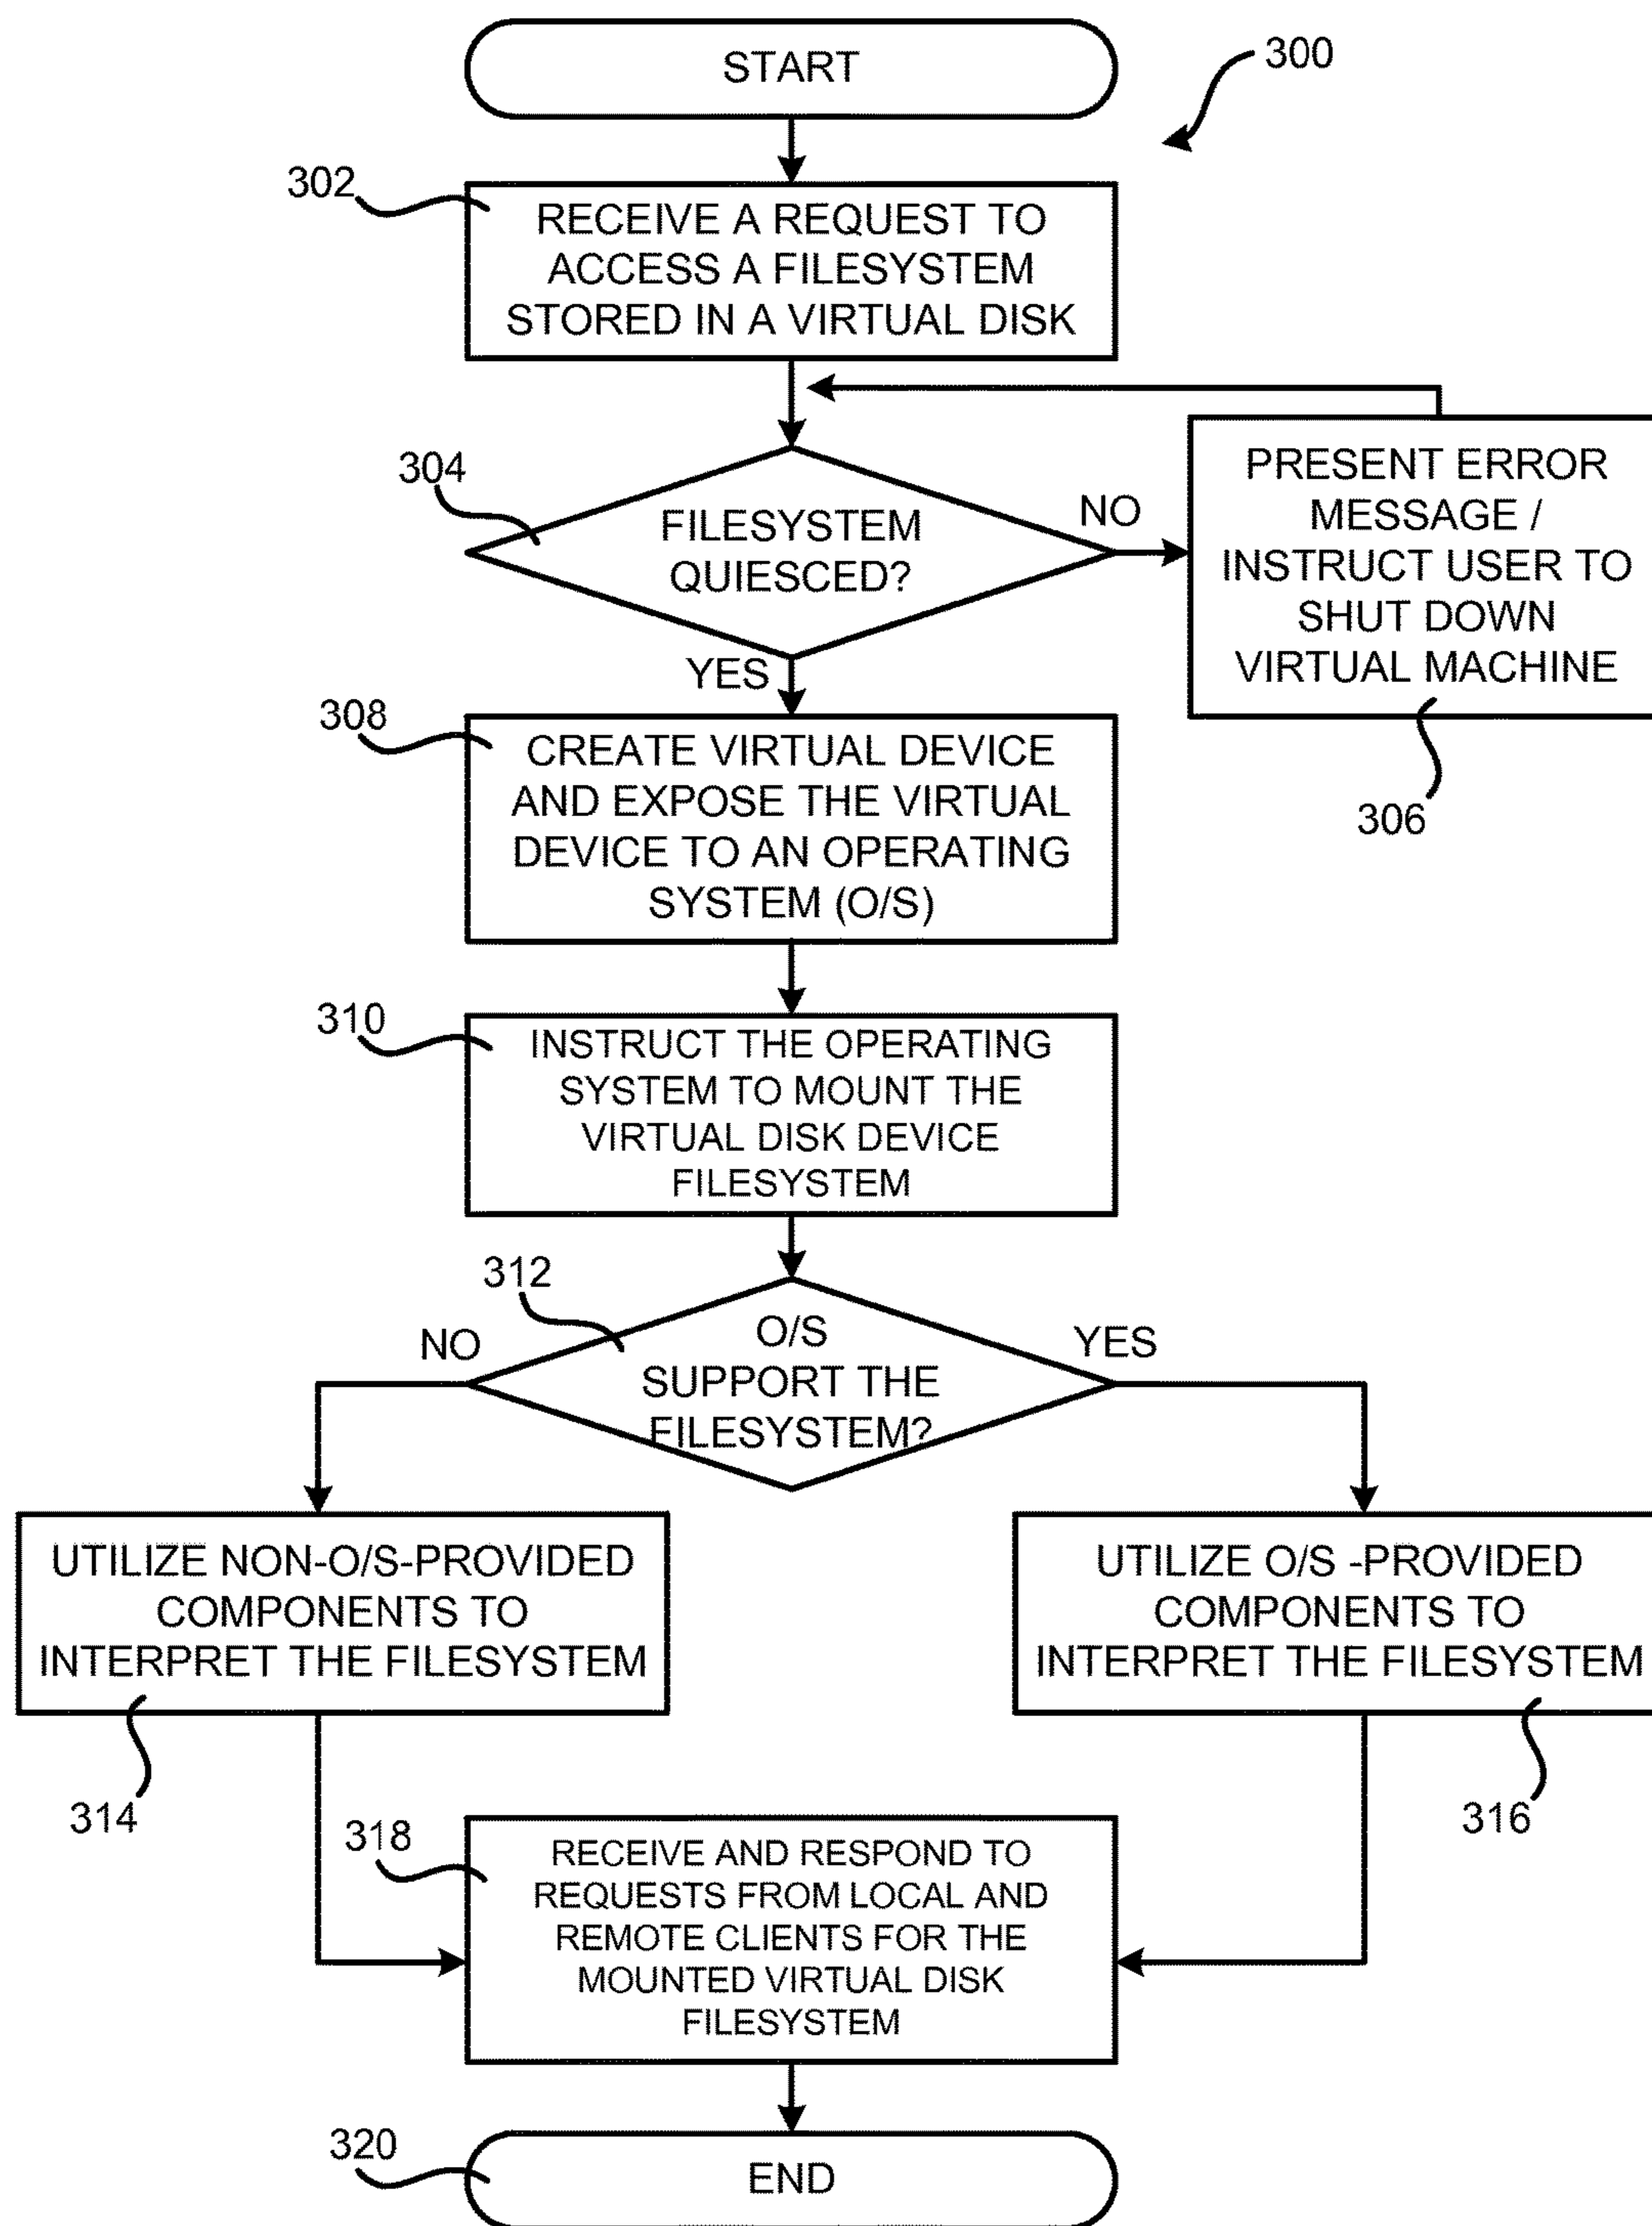 START
300
302
RECEIVE A REQUEST TO
ACCESS A FILESYSTEM
STORED IN A VIRTUAL DISK
304
FILESYSTEM
QUIESCED?
NO
PRESENT ERROR
MESSAGE /
INSTRUCT USER TO
SHUT DOWN
VIRTUAL MACHINE
306
YES
308
CREATE VIRTUAL DEVICE
AND EXPOSE THE VIRTUAL
DEVICE TO AN OPERATING
SYSTEM (O/S)
310
INSTRUCT THE OPERATING
SYSTEM TO MOUNT THE
VIRTUAL DISK DEVICE
FILESYSTEM
312
O/S
SUPPORT THE
FILESYSTEM?
NO
YES
UTILIZE NON-O/S-PROVIDED
COMPONENTS TO
INTERPRET THE FILESYSTEM
314
UTILIZE O/S -PROVIDED
COMPONENTS TO
INTERPRET THE FILESYSTEM
316
318
RECEIVE AND RESPOND TO
REQUESTS FROM LOCAL AND
REMOTE CLIENTS FOR THE
MOUNTED VIRTUAL DISK
FILESYSTEM
320
END